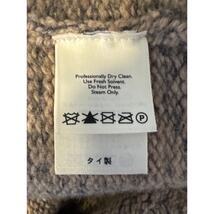 Professionally Dry Clean.
Use Fresh Solvent.
Do Not Press.
Steam Only.
P
タイ製